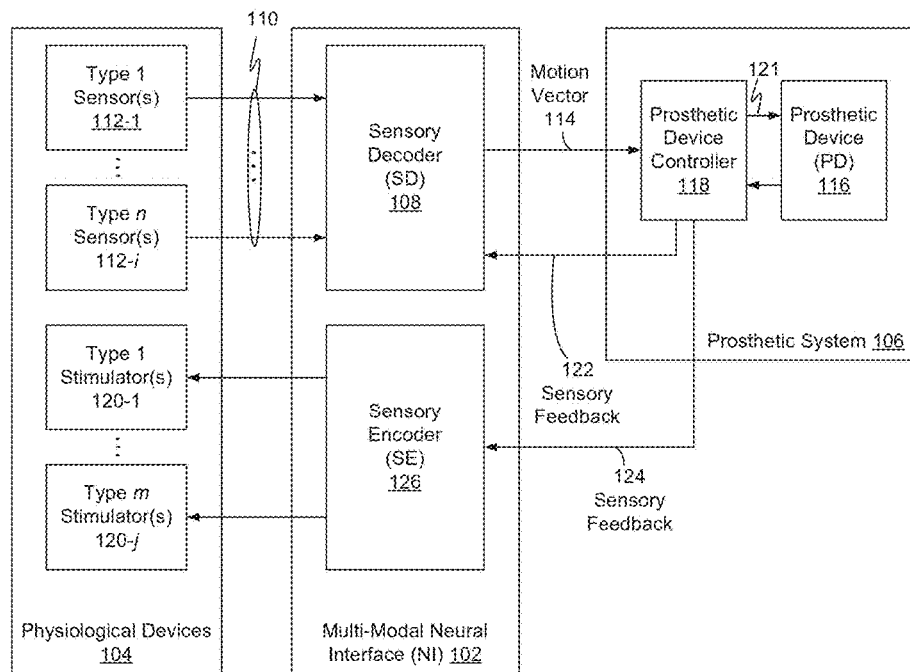 110
Type 1
Sensor(s)
112-1
Type n
Sensor(s)
112-i
Type 1
Stimulator(s)
120-1
Type m
Stimulator(s)
120-j
Physiological Devices
104
Sensory
Decoder
(SD)
108
Sensory
Encoder
(SE)
126
Multi-Modal Neural
Interface (NI) 102
Motion
Vector
114
Prosthetic
Device
Controller
118
121
Prosthetic
Device (PD)
116
Prosthetic System 106
122
Sensory
Feedback
124
Sensory
Feedback